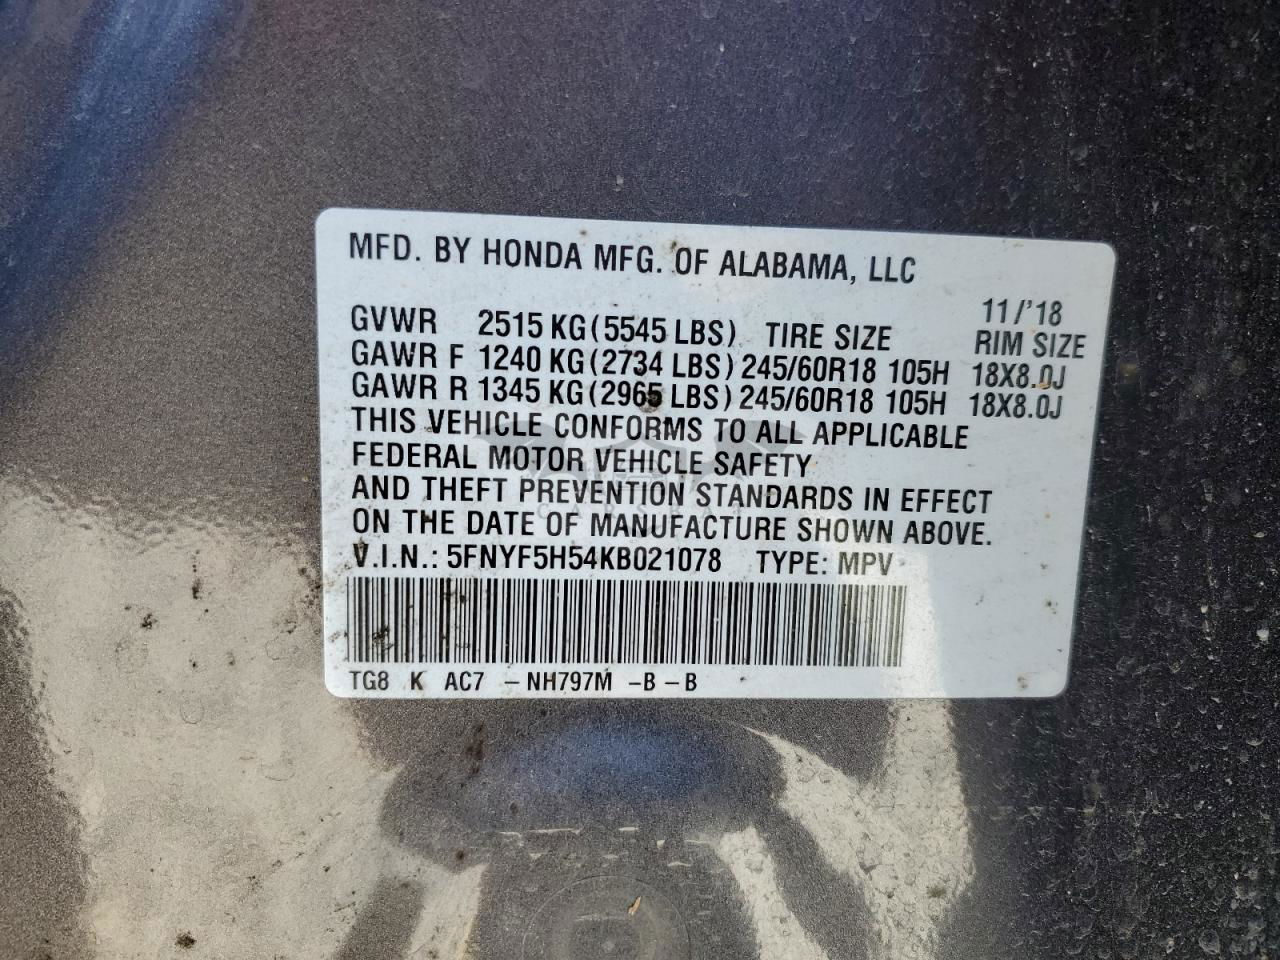 MFD. BY HONDA MFG. OF ALABAMA, LLC
11/'18
GVWR 2515 KG (5545 LBS) TIRE SIZE RIM SIZE
GAWR F 1240 KG (2734 LBS) 245/60R18 105H 18X8.0J
GAWR R 1345 KG (2965 LBS) 245/60R18 105H 18X8.0J
THIS VEHICLE CONFORMS TO ALL APPLICABLE
FEDERAL MOTOR VEHICLE SAFETY
AND THEFT PREVENTION STANDARDS IN EFFECT
ON THE DATE OF MANUFACTURE SHOWN ABOVE.
V.I.N.: 5FNYF5H54KB021078 TYPE: MPV
TG8 K AC7 – NH797M – B – B